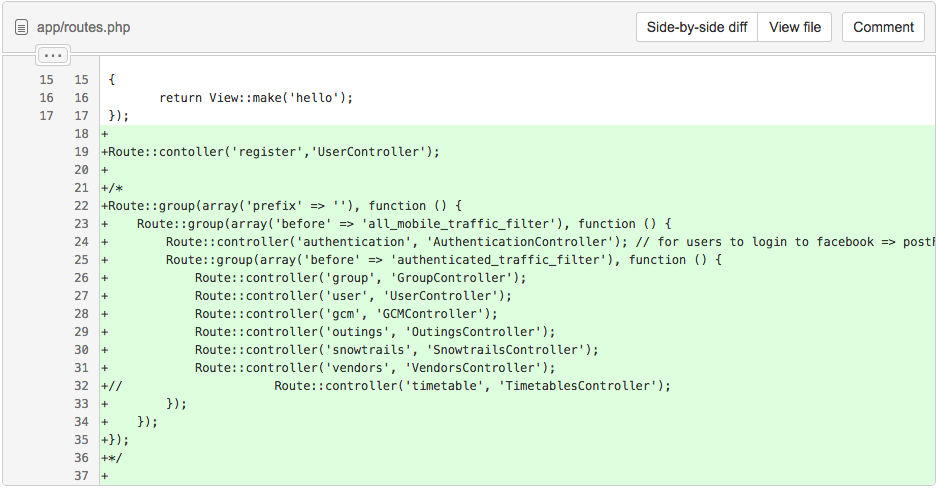 app/routes.php
Side-by-side diff
View file
Comment
...
15 15 {
16 16 return View::make('hello');
17 17 });
18 +
19 +Route::contoller('register','UserController');
20 +
21 +/*
22 +Route::group(array('prefix' => ''), function () {
23 + Route::group(array('before' => 'all_mobile_traffic_filter'), function () {
24 + Route::controller('authentication', 'AuthenticationController'); // for users to login to facebook =>
25 + Route::group(array('before' => 'authenticated_traffic_filter'), function () {
26 + Route::controller('group', 'GroupController');
27 + Route::controller('user', 'UserController');
28 + Route::controller('gcm', 'GCMController');
29 + Route::controller('outings', 'OutingsController');
30 + Route::controller('snowtrails', 'SnowtrailsController');
31 + Route::controller('vendors', 'VendorsController');
32 +// Route::controller('timetable', 'TimetablesController');
33 + });
34 + });
35 +});
36 +*/
37 +